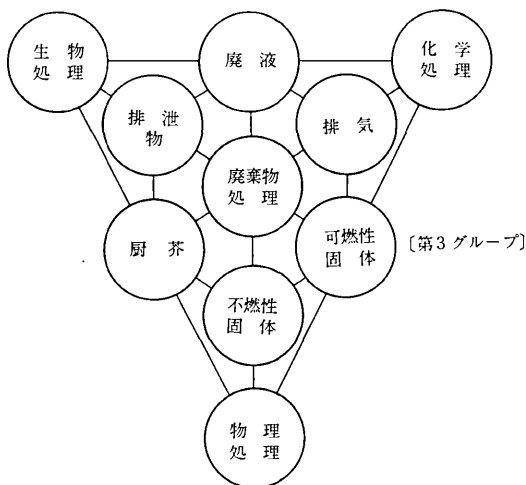 生物
処理
廃液
化学
処理
排泄
物
排気
廃棄物
処理
厨芥
可燃性
固体
〔第3グループ〕
不燃性
固体
物理
処理